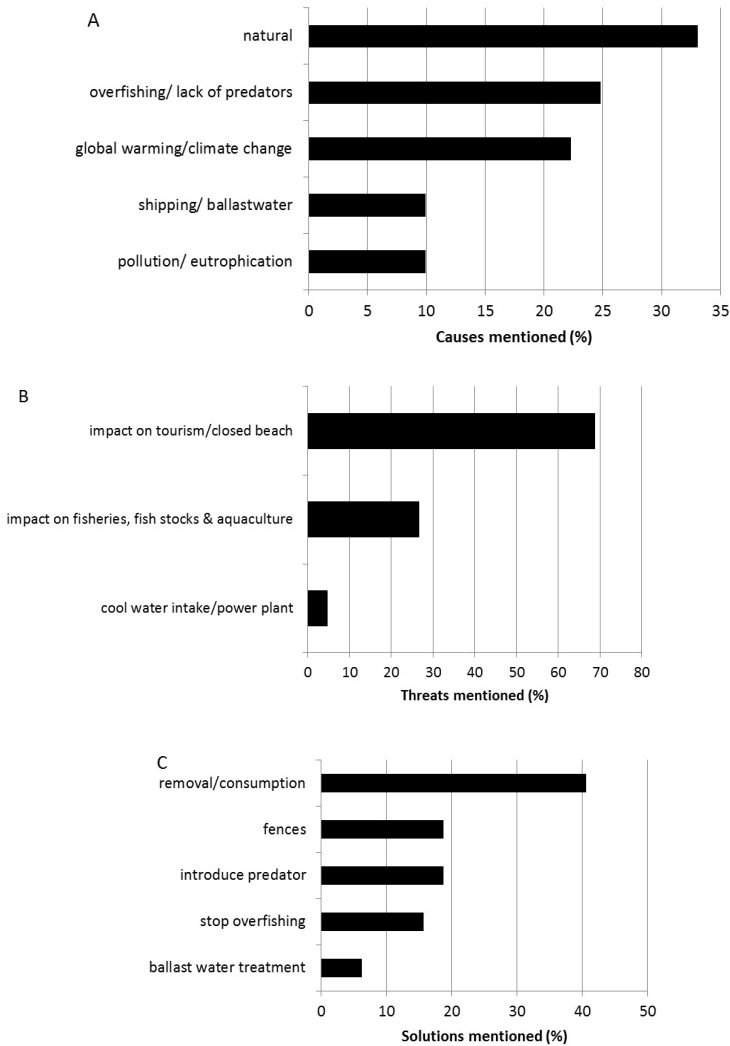 A
natural
overfishing/ lack of predators
global warming/climate change
shipping/ ballastwater
pollution/ eutrophication
0 5 10 15 20 25 30 35
Causes mentioned (%)
B
impact on tourism/closed beach
impact on fisheries, fish stocks & aquaculture
cool water intake/power plant
0 10 20 30 40 50 60 70 80
Threats mentioned (%)
C
removal/consumption
fences
introduce predator
stop overfishing
ballast water treatment
0 10 20 30 40 50
Solutions mentioned (%)